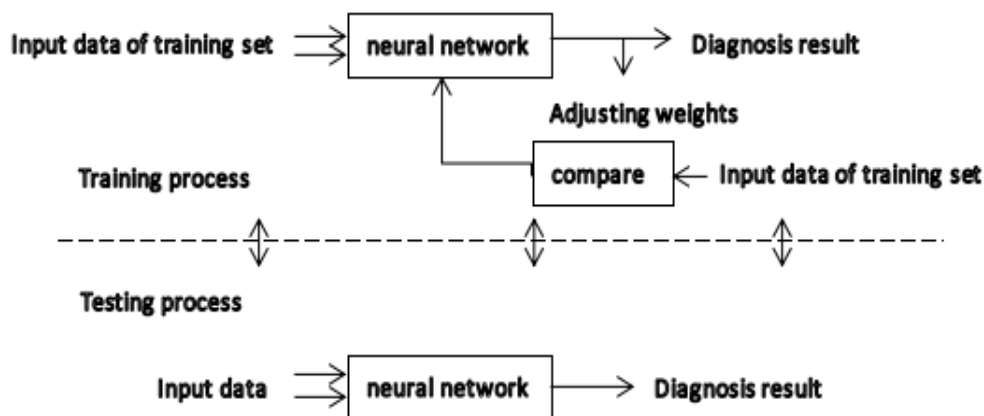 Input data of training set
neural network
Diagnosis result
Adjusting weights
compare
Input data of training set
Training process
Testing process
Input data
neural network
Diagnosis result